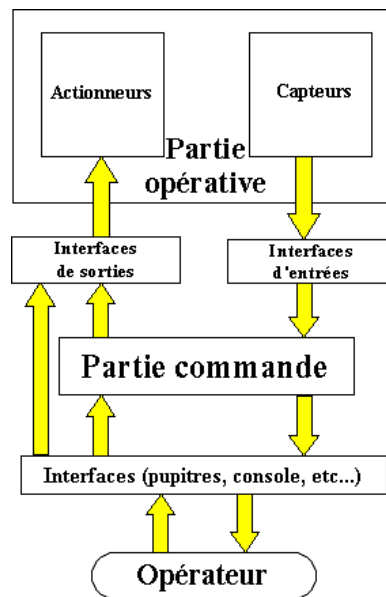 Actionneurs
Capteurs
Partie
opérative
Interfaces
de sorties
Interfaces
d'entrées
Partie commande
Interfaces (pupitres, console, etc...)
Opérateur